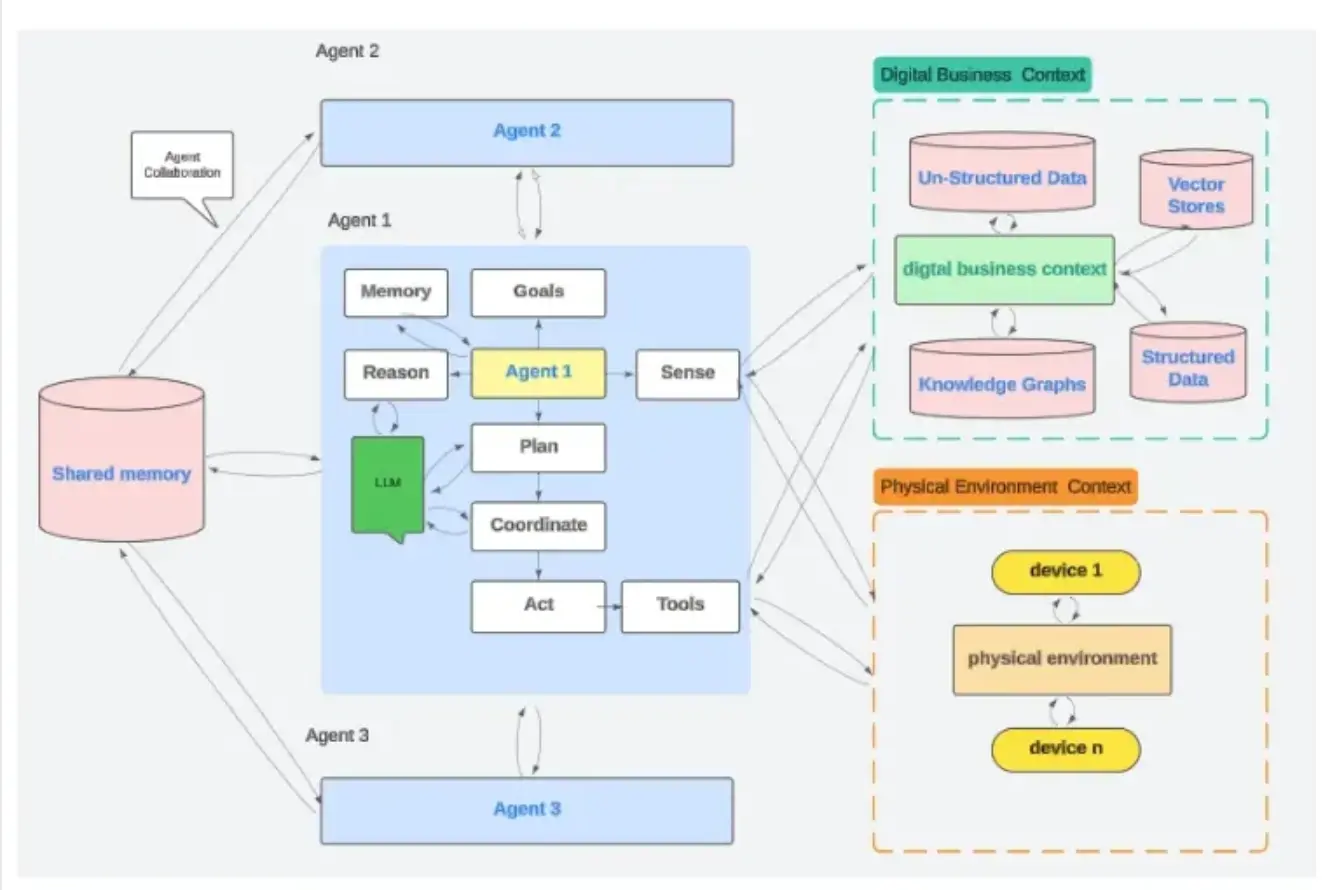 Agent 2
Digital Business Context
Agent 2
Agent
Collaboration
Un-Structured Data
Vector
Stores
Agent 1
digtal business context
Memory
Goals
Reason
Agent 1
Sense
Knowledge Graphs
Structured
Data
Plan
Shared memory
LLM
Physical Environment Context
Coordinate
device 1
Act
Tools
physical environment
Agent 3
device n
Agent 3